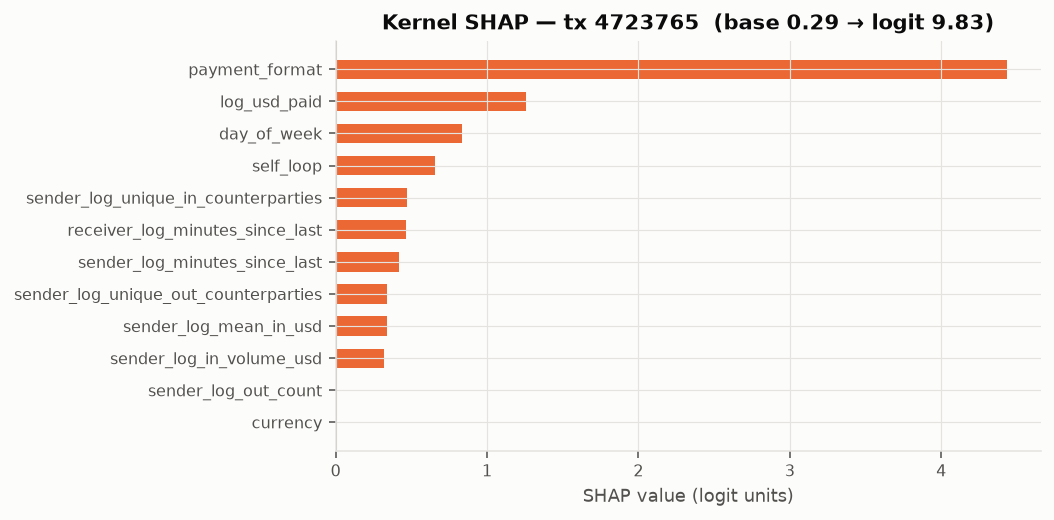 Kernel SHAP — tx 4723765  (base 0.29 → logit 9.83)
payment_format
log_usd_paid
day_of_week
self_loop
sender_log_unique_in_counterparties
receiver_log_minutes_since_last
sender_log_minutes_since_last
sender_log_unique_out_counterparties
sender_log_mean_in_usd
sender_log_in_volume_usd
sender_log_out_count
currency
0 1 2 3 4
SHAP value (logit units)